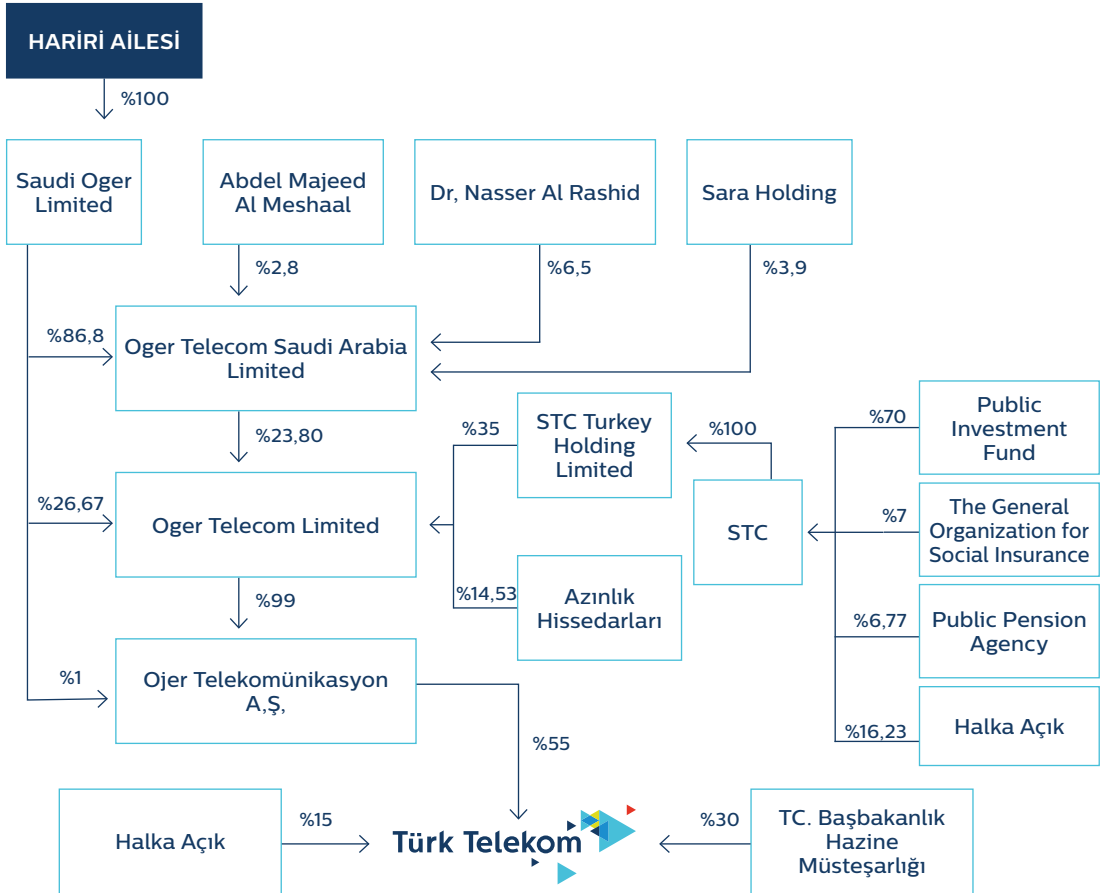 HARİRİ AİLESİ
%100
Saudi Oger
Limited
Abdel Majeed
Al Meshaal
Dr, Nasser Al Rashid
Sara Holding
%2,8
%6,5
%3,9
%86,8
Oger Telecom Saudi Arabia
Limited
%23,80
%35
STC Turkey
Holding
Limited
%100
%70
Public
Investment
Fund
%26,67
Oger Telecom Limited
STC
%7
The General
Organization for
Social Insurance
%99
%14,53
Azınlık
Hissedarları
%6,77
Public Pension
Agency
%1
Ojer Telekomünikasyon
A,Ş,
%55
%16,23
Halka Açık
Halka Açık
%15
Türk Telekom
%30
TC. Başbakanlık
Hazine
Müsteşarlığı